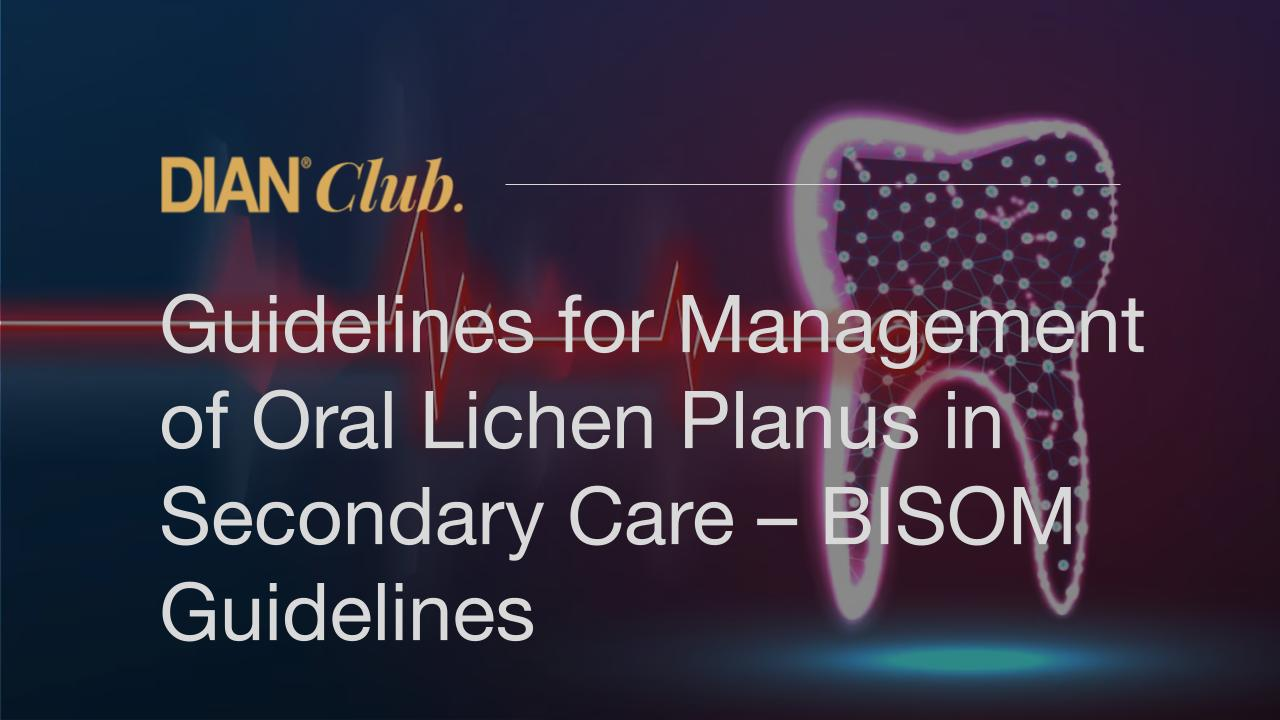 DIAN® Club.
Guidelines for Management
of Oral Lichen Planus in
Secondary Care – BISOM
Guidelines